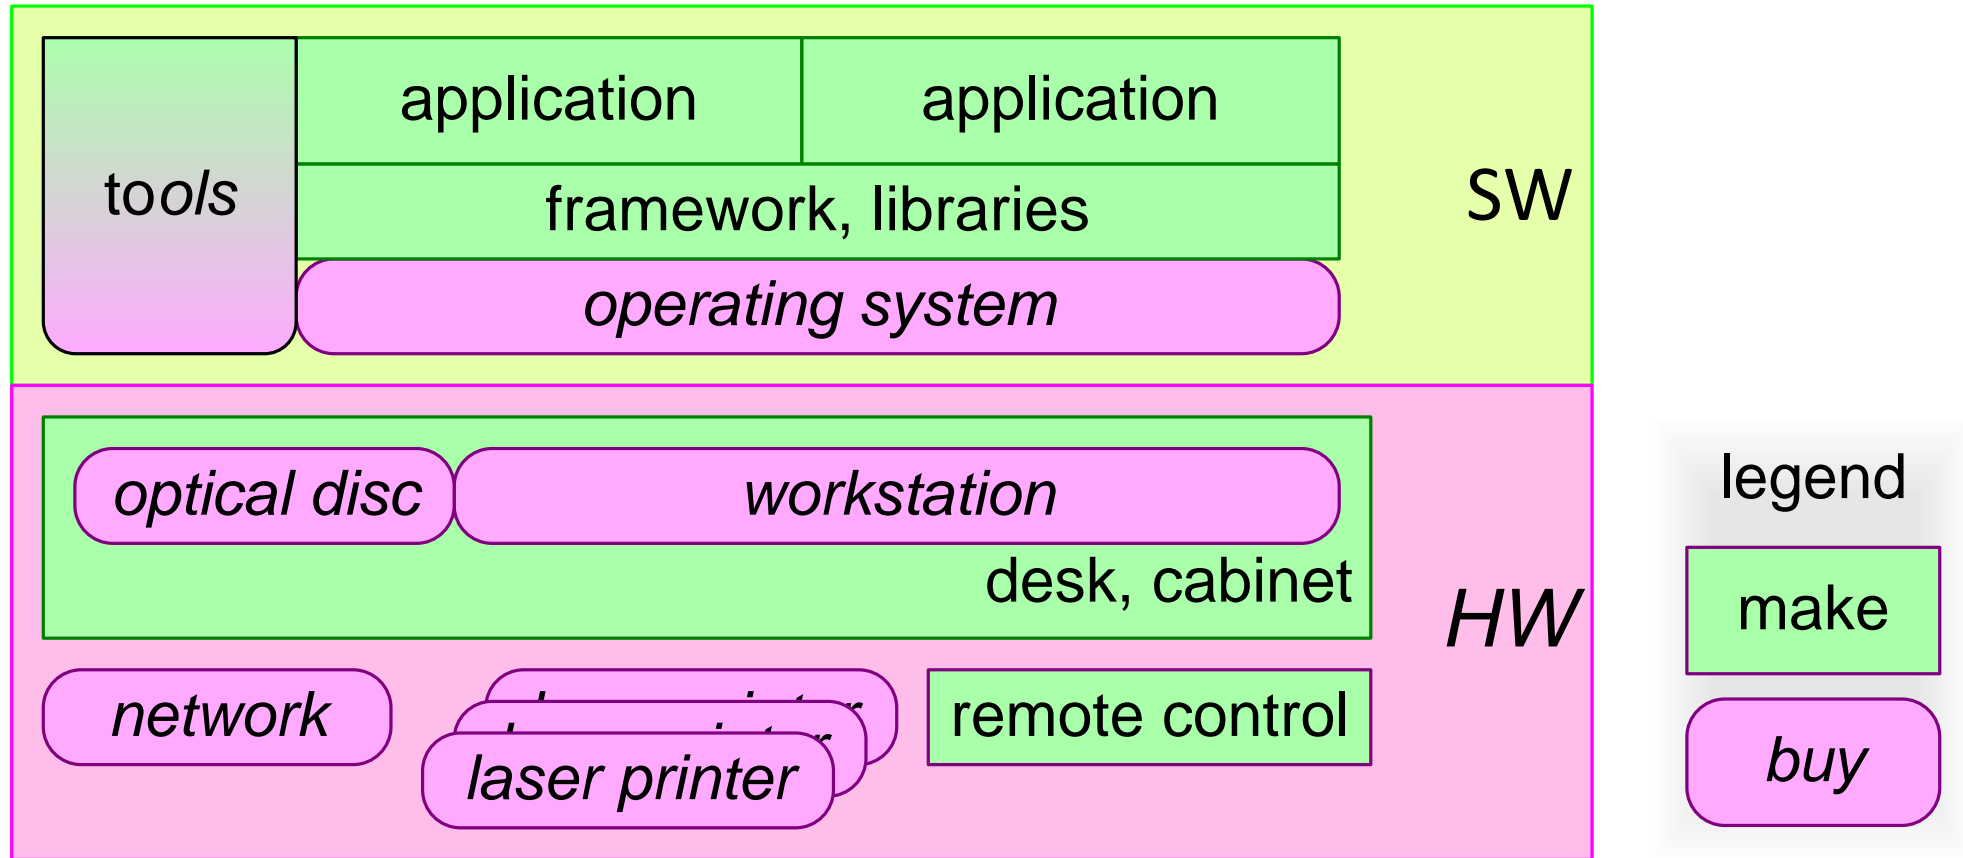 application
application
tools
framework, libraries
SW
operating system
optical disc
workstation
desk, cabinet
HW
network
laser printer
remote control
legend
make
buy